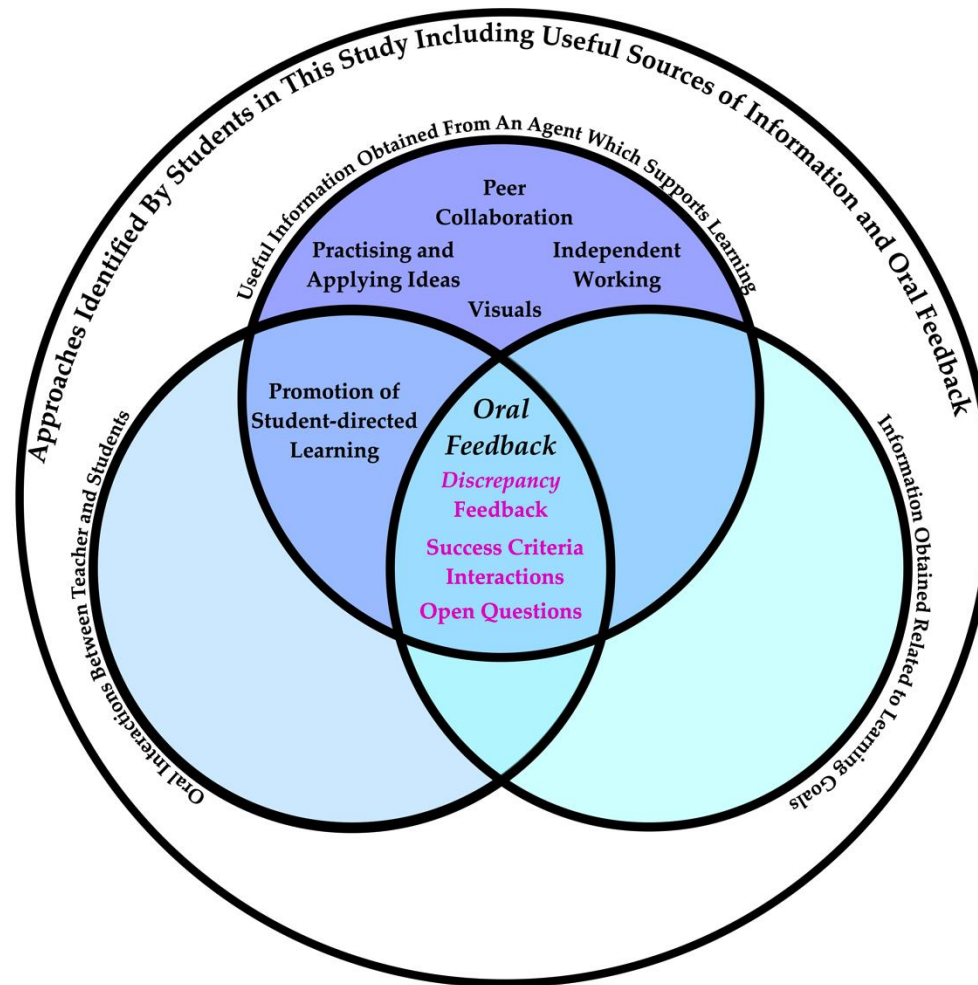 Approaches Identified By Students in This Study Including Useful Sources of Information and Oral Feedback
Useful Information Obtained From An Agent Which Supports Learning
Peer
Collaboration
Practising and
Applying Ideas
Independent
Working
Visuals
Promotion of
Student-directed
Learning
Oral
Feedback
Discrepancy
Feedback
Success Criteria
Interactions
Open Questions
Oral Interactions Between Teacher and Students
Information Obtained Related to Learning Goals